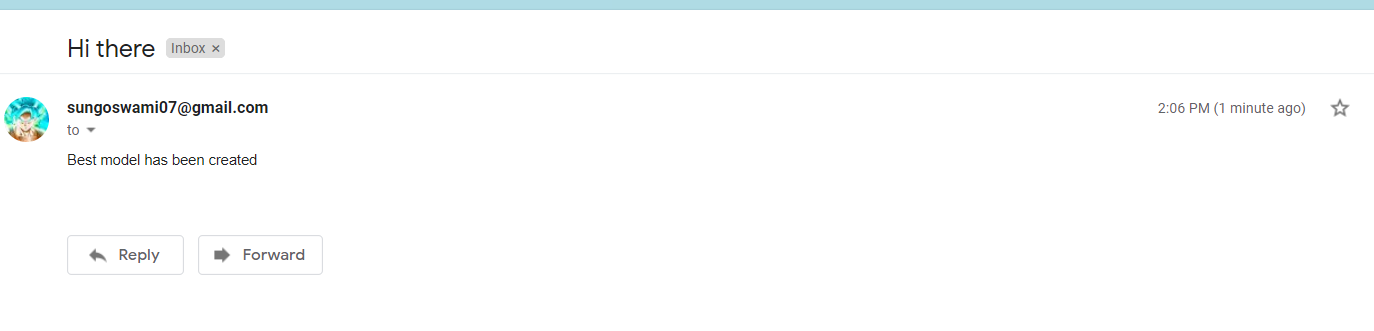 Hi there Inbox ×
sungoswami07@gmail.com 2:06 PM (1 minute ago)
to
Best model has been created
Reply Forward